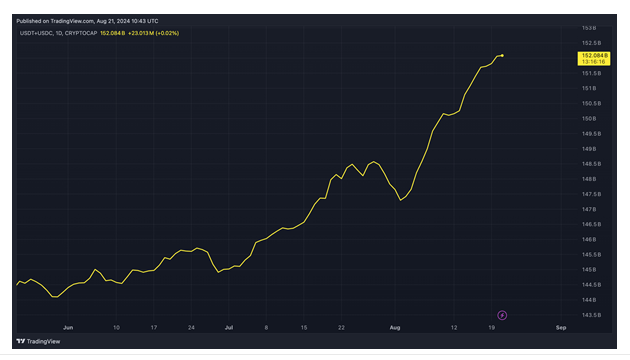 Published on TradingView.com, Aug 21, 2024 10:43 UTC
USDT+USDC, 1D, CRYPTOCAP 152.084B +23.013M (+0.02%)
153B
152.5B
152.084B
13:16:16
151.5B
151B
150.5B
150B
149.5B
149B
148.5B
148B
147.5B
147B
146.5B
146B
145.5B
145B
144.5B
144B
143.5B
Jun 10 17 24 Jul 8 15 22 Aug 12 19 Sep
TradingView